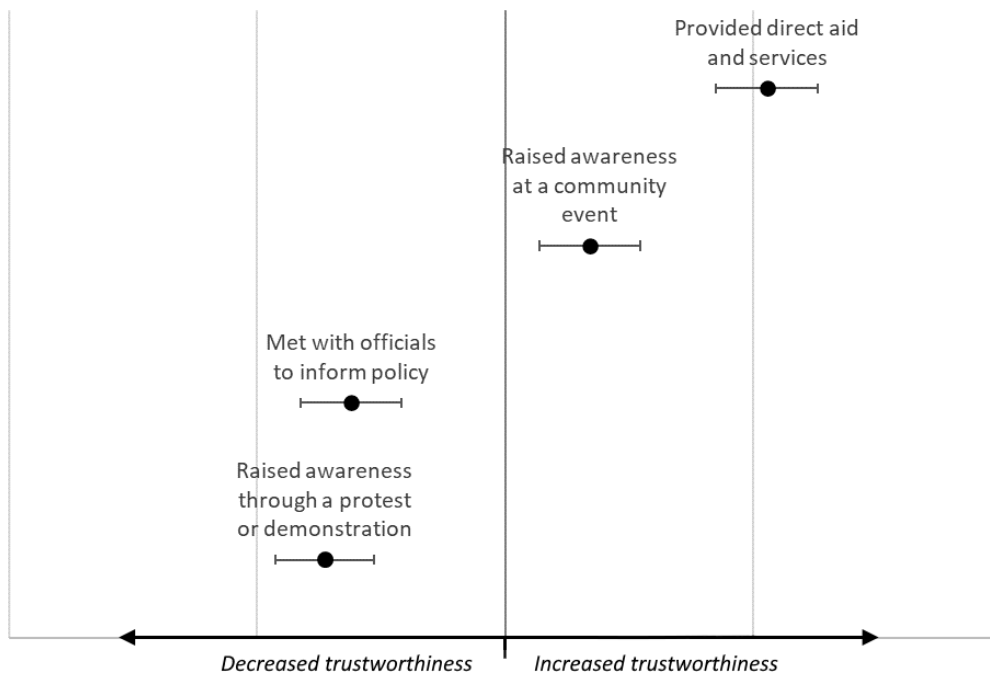 Provided direct aid
and services
Raised awareness
at a community
event
Met with officials
to inform policy
Raised awareness
through a protest
or demonstration
Decreased trustworthiness
Increased trustworthiness